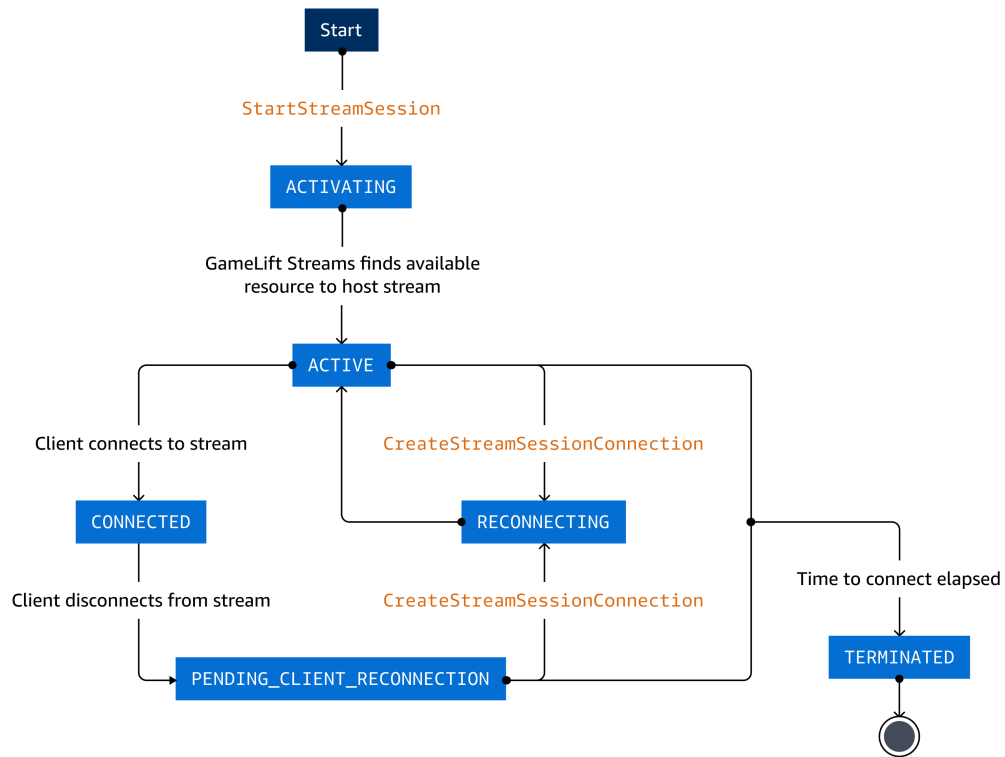 Start
StartStreamSession
ACTIVATING
GameLift Streams finds available
resource to host stream
ACTIVE
Client connects to stream
CreateStreamSessionConnection
CONNECTED
RECONNECTING
Time to connect elapsed
Client disconnects from stream
CreateStreamSessionConnection
TERMINATED
PENDING_CLIENT_RECONNECTION